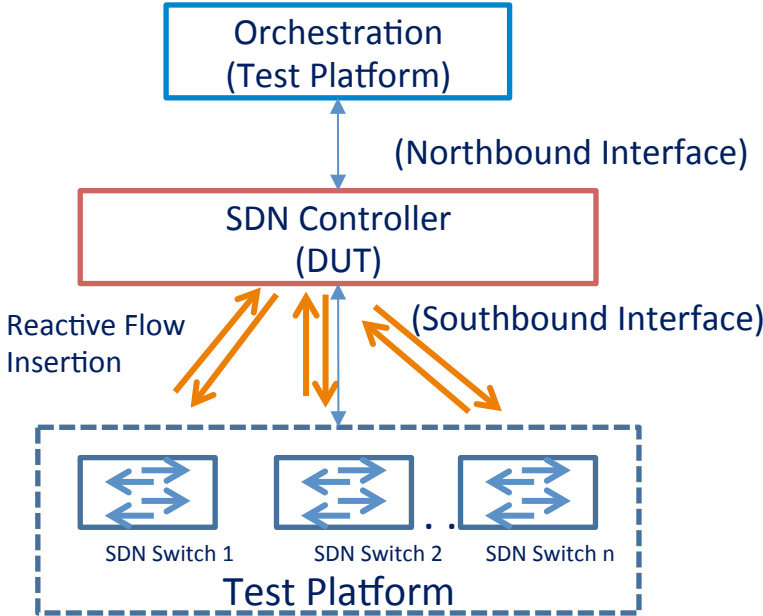 Orchestration
(Test Platform)
(Northbound Interface)
SDN Controller
(DUT)
(Southbound Interface)
Reactive Flow
Insertion
. .
SDN Switch 1
SDN Switch 2
SDN Switch n
Test Platform